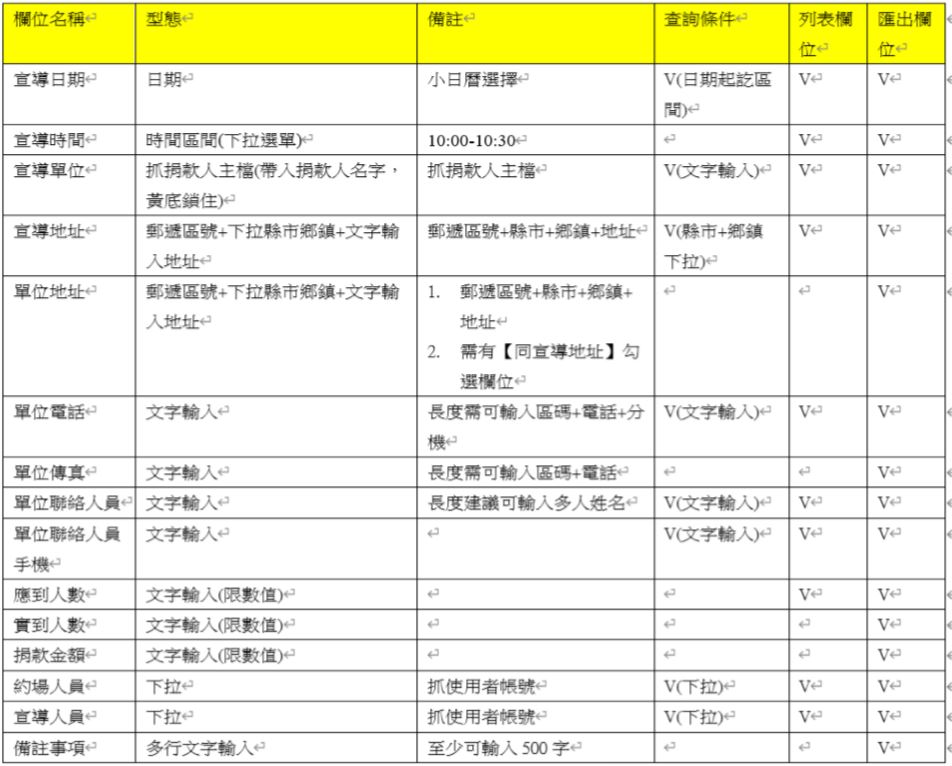 欄位名稱 型態 備註 查詢條件 列表欄位 匯出欄位
宣導日期 日期 小日曆選擇 V(日期起訖區間) V V
宣導時間 時間區間(下拉選單) 10:00-10:30 V V
宣導單位 抓捐款人主檔(帶入捐款人名字，黃底鎖住) 抓捐款人主檔 V(文字輸入) V V
宣導地址 郵遞區號+下拉縣市鄉鎮+文字輸入地址 郵遞區號+縣市+鄉鎮+地址 V(縣市+鄉鎮下拉) V V
單位地址 郵遞區號+下拉縣市鄉鎮+文字輸入地址 1. 郵遞區號+縣市+鄉鎮+地址 2. 需有【同宣導地址】勾選欄位 V
單位電話 文字輸入 長度需可輸入區碼+電話+分機 V(文字輸入) V V
單位傳真 文字輸入 長度需可輸入區碼+電話 V
單位聯絡人員 文字輸入 長度建議可輸入多人姓名 V(文字輸入) V V
單位聯絡人員手機 文字輸入 V(文字輸入) V V
應到人數 文字輸入(限數值) V V
實到人數 文字輸入(限數值) V
捐款金額 文字輸入(限數值) V
約場人員 下拉 抓使用者帳號 V(下拉) V V
宣導人員 下拉 抓使用者帳號 V(下拉) V V
備註事項 多行文字輸入 至少可輸入 500 字 V